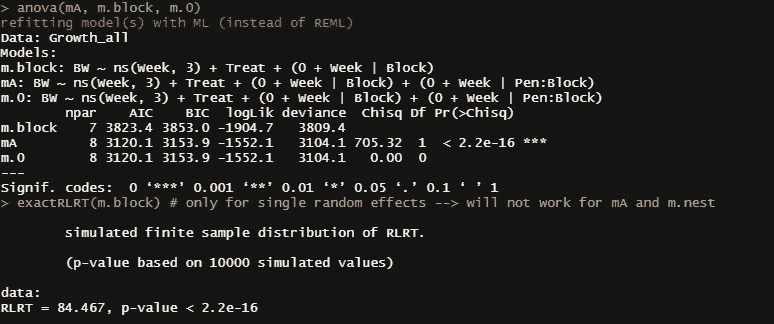 > anova(mA, m.block, m.0)
refitting model(s) with ML (instead of REML)
Data: Growth_all
Models:
m.block: BW ~ ns(Week, 3) + Treat + (0 + Week | Block)
mA: BW ~ ns(Week, 3) + Treat + (0 + Week | Block) + (0 + Week | Pen:Block)
m.0: BW ~ ns(Week, 3) + Treat + (0 + Week | Block) + (0 + Week | Pen:Block)
        npar    AIC    BIC  logLik deviance  Chisq Df Pr(>Chisq)
m.block    7 3823.4 3853.0 -1904.7   3809.4
mA         8 3120.1 3153.9 -1552.1   3104.1 705.32  1  < 2.2e-16 ***
m.0        8 3120.1 3153.9 -1552.1   3104.1   0.00  0
---
Signif. codes:  0 ‘***’ 0.001 ‘**’ 0.01 ‘*’ 0.05 ‘.’ 0.1 ‘ ’ 1
> exactRLRT(m.block) # only for single random effects --> will not work for mA and m.nest
simulated finite sample distribution of RLRT.
(p-value based on 10000 simulated values)
data:
RLRT = 84.467, p-value < 2.2e-16